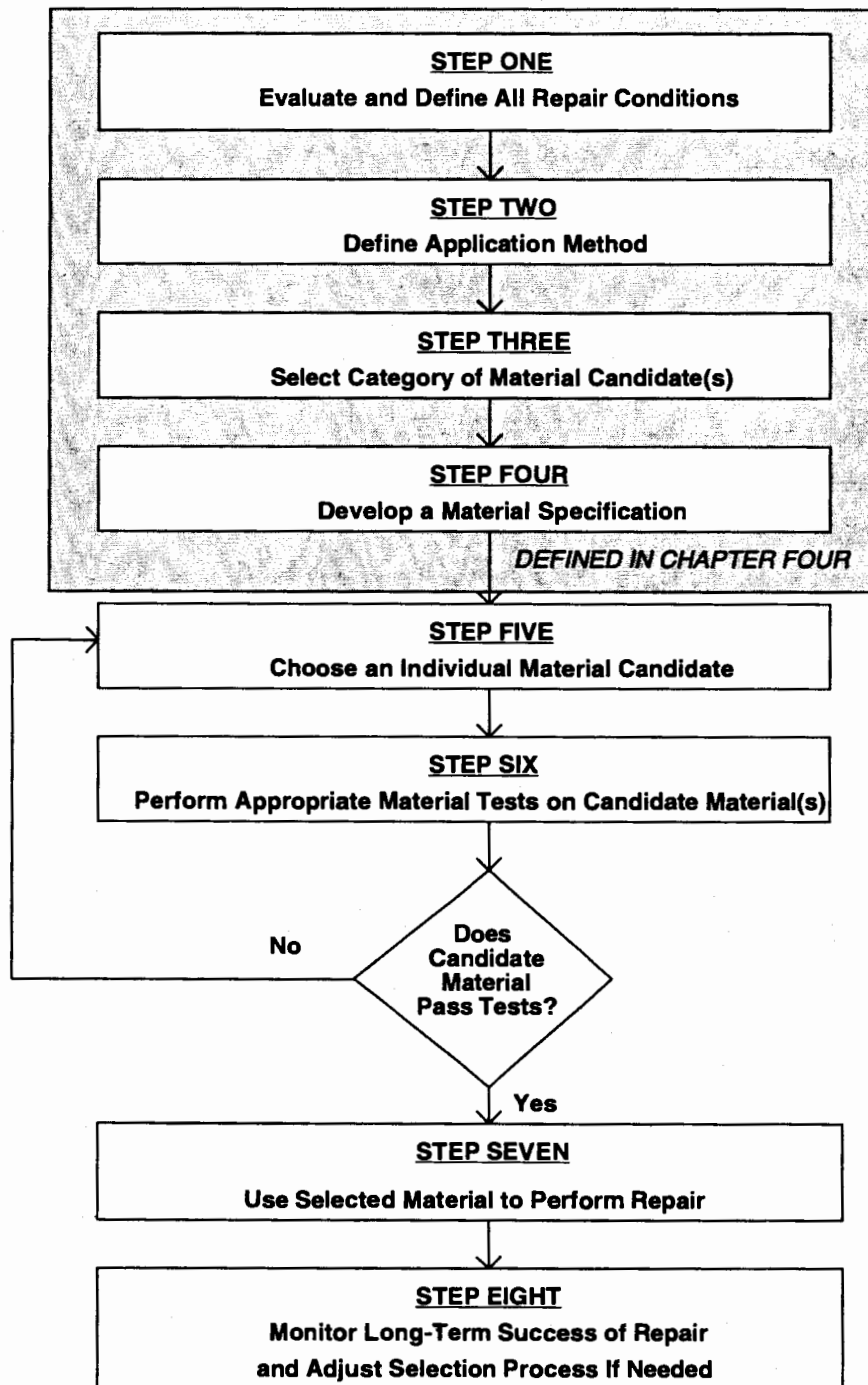 STEP ONE
Evaluate and Define All Repair Conditions
STEP TWO
Define Application Method
STEP THREE
Select Category of Material Candidate(s)
STEP FOUR
Develop a Material Specification
DEFINED IN CHAPTER FOUR
STEP FIVE
Choose an Individual Material Candidate
STEP SIX
Perform Appropriate Material Tests on Candidate Material(s)
Does
Candidate
Material
Pass Tests?
No
Yes
STEP SEVEN
Use Selected Material to Perform Repair
STEP EIGHT
Monitor Long-Term Success of Repair
and Adjust Selection Process If Needed